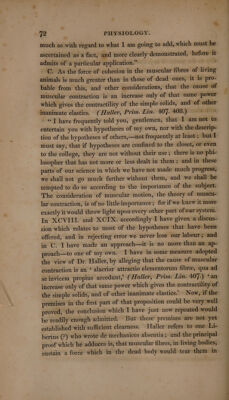 72 PHYSIOLOGY.
much so with regard to what I am going to add, which must be
ascertained as a fact, and more clearly demonstrated, before it
admits of a particular application."
C. As the force of cohesion in the muscular fibres of living
animals is much greater than in those of dead ones, it is pro-
bable from this, and other considerations, that the cause of
muscular contraction is an increase only of that same power
which gives the contractility of the simple solids, and of other
inanimate elastics. (Haller, Prim. Lin. 407. 408.)
"I have frequently told you, gentlemen, that I am not to
entertain you with hypotheses of my own, nor with the descrip-
tion of the hypotheses of others,—not frequently at least: but I
must say, that if hypotheses are confined to the closet, or even
to the college, they are not without their use; there is no phi-
losopher that has not more or less dealt in them; and in those
parts of our science in which we have not made much progress,
we shall not go much farther without them, and we shall be
tempted to do so according to the importance of the subject.
The consideration of muscular motion, the theory of muscu-
lar contraction, is of no little importance; for if we knew it more
exactly it would throw light upon every other part of our system.
In XCVIII. and XCIX. accordingly I have given a discus-
sion which relates to most of the hypotheses that have been
offered, and in rejecting error we never lose our labour; and
in C. I have made an approach—it is no more than an ap-
proach—to one of my own. I have in some measure adopted
the view of Dr Haller, by alleging that the cause of muscular
contraction is an 'alacrior attractio elementorum fibræ, qua ad
se invicem propius accedunt,' (Haller, Prim. Lin. 407.) 'an
increase only of that same power which gives the contractility of
the simple solids, and of other inanimate elastics.' Now, if the
premises in the first part of that proposition could be very well
proved, the conclusion which I have just now repeated would
be readily enough admitted. But those premises are not yet
established with sufficient clearness. Haller refers to one Li-
bertus (?) who wrote de mechanices absentia; and the principal
proof which he adduces is, that muscular fibres, in living bodies,
sustain a force which in the dead body would tear them in